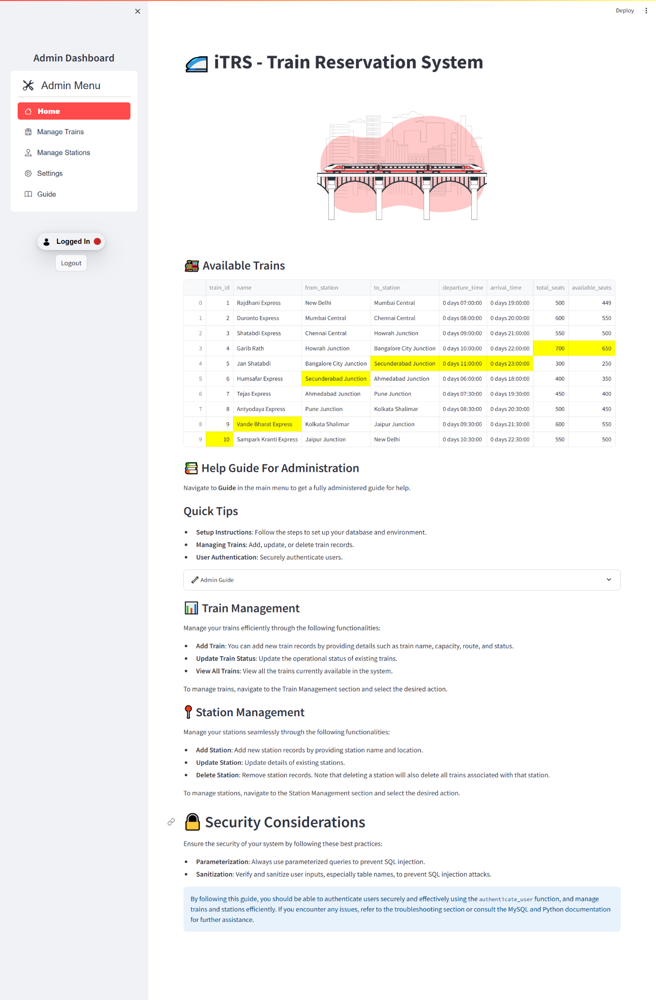 Deploy
Admin Dashboard
Admin Menu
Home
Manage Trains
Manage Stations
Settings
Guide
Logged In
Logout
iTRS - Train Reservation System
Available Trains
train_id name from_station to_station departure_time arrival_time total_seats available_seats
0 1 Rajdhani Express New Delhi Mumbai Central 0 days 07:00:00 0 days 19:00:00 500 449
1 2 Duronto Express Mumbai Central Chennai Central 0 days 08:00:00 0 days 20:00:00 600 550
2 3 Shatabdi Express Chennai Central Howrah Junction 0 days 09:00:00 0 days 21:00:00 550 500
3 4 Garib Rath Howrah Junction Bangalore City Junction 0 days 10:00:00 0 days 22:00:00 700 650
4 5 Jan Shatabdi Bangalore City Junction Secunderabad Junction 0 days 11:00:00 0 days 23:00:00 300 250
5 6 Humsafar Express Secunderabad Junction Ahmedabad Junction 0 days 06:00:00 0 days 18:00:00 400 350
6 7 Tejas Express Ahmedabad Junction Pune Junction 0 days 07:30:00 0 days 19:30:00 450 400
7 8 Antyodaya Express Pune Junction Kolkata Shalimar 0 days 08:30:00 0 days 20:30:00 500 450
8 9 Vande Bharat Express Kolkata Shalimar Jaipur Junction 0 days 09:30:00 0 days 21:30:00 600 550
9 10 Sampark Kranti Express Jaipur Junction New Delhi 0 days 10:30:00 0 days 22:30:00 550 500
Help Guide For Administration
Navigate to Guide in the main menu to get a fully administered guide for help.
Quick Tips
• Setup Instructions: Follow the steps to set up your database and environment.
• Managing Trains: Add, update, or delete train records.
• User Authentication: Securely authenticate users.
Admin Guide
Train Management
Manage your trains efficiently through the following functionalities:
• Add Train: You can add new train records by providing details such as train name, capacity, route, and status.
• Update Train Status: Update the operational status of existing trains.
• View All Trains: View all the trains currently available in the system.
To manage trains, navigate to the Train Management section and select the desired action.
Station Management
Manage your stations seamlessly through the following functionalities:
• Add Station: Add new station records by providing station name and location.
• Update Station: Update details of existing stations.
• Delete Station: Remove station records. Note that deleting a station will also delete all trains associated with that station.
To manage stations, navigate to the Station Management section and select the desired action.
Security Considerations
Ensure the security of your system by following these best practices:
• Parameterization: Always use parameterized queries to prevent SQL injection.
• Sanitization: Verify and sanitize user inputs, especially table names, to prevent SQL injection attacks.
By following this guide, you should be able to authenticate users securely and effectively using the authenticate_user function, and manage
trains and stations efficiently. If you encounter any issues, refer to the troubleshooting section or consult the MySQL and Python documentation
for further assistance.